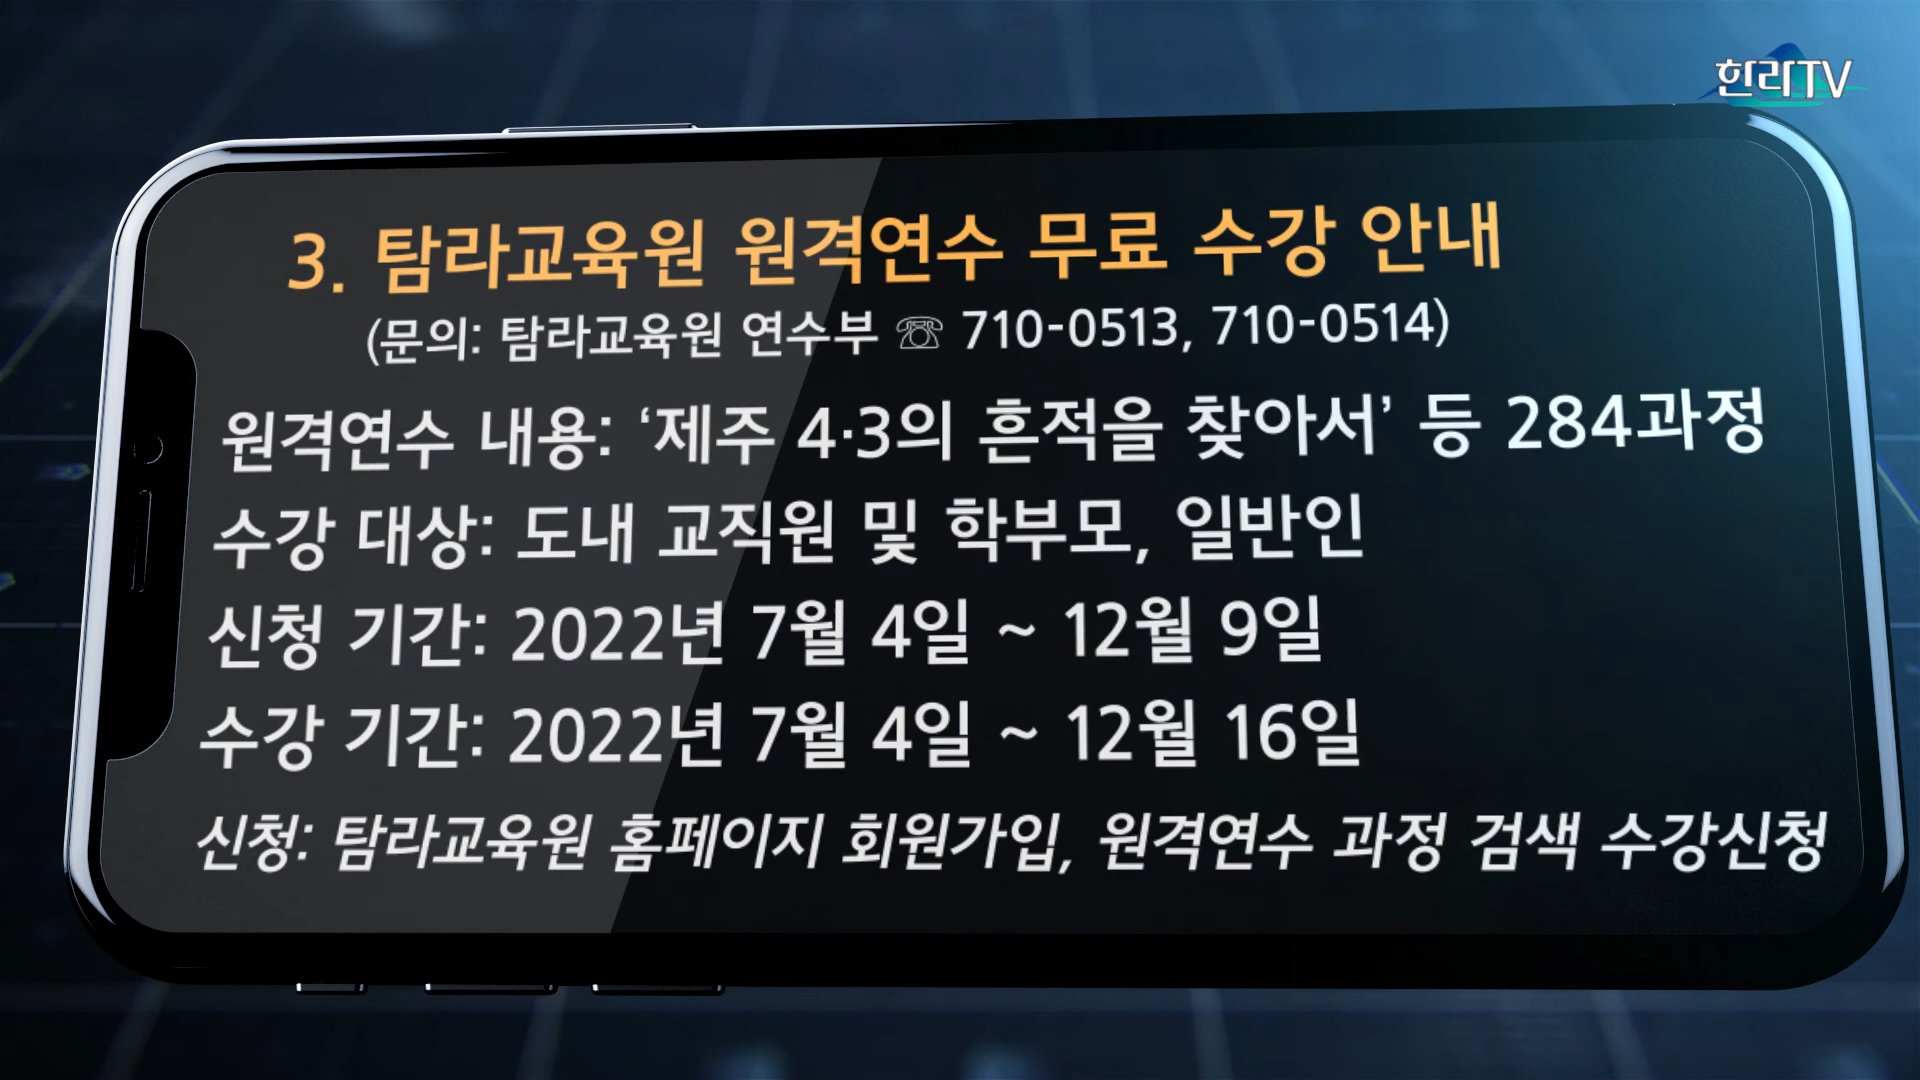 한라TV
3. 탐라교육원 원격연수 무료 수강 안내
(문의: 탐라교육원 연수부 ☏ 710-0513, 710-0514)
원격연수 내용: ‘제주 4·3의 흔적을 찾아서’ 등 284과정
수강 대상: 도내 교직원 및 학부모, 일반인
신청 기간: 2022년 7월 4일 ~ 12월 9일
수강 기간: 2022년 7월 4일 ~ 12월 16일
신청: 탐라교육원 홈페이지 회원가입, 원격연수 과정 검색 수강신청